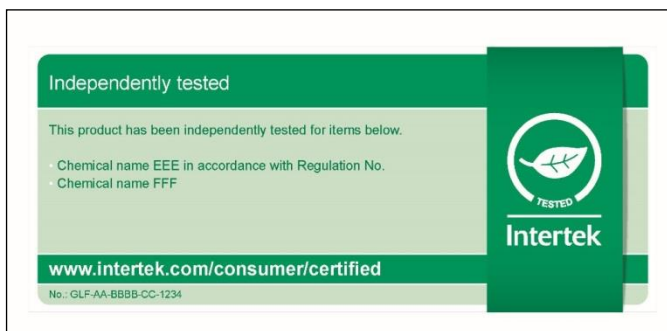 Independently tested
This product has been independently tested for items below.
· Chemical name EEE in accordance with Regulation No.
· Chemical name FFF
TESTED
Intertek
www.intertek.com/consumer/certified
No.: GLF-AA-BBBB-CC-1234